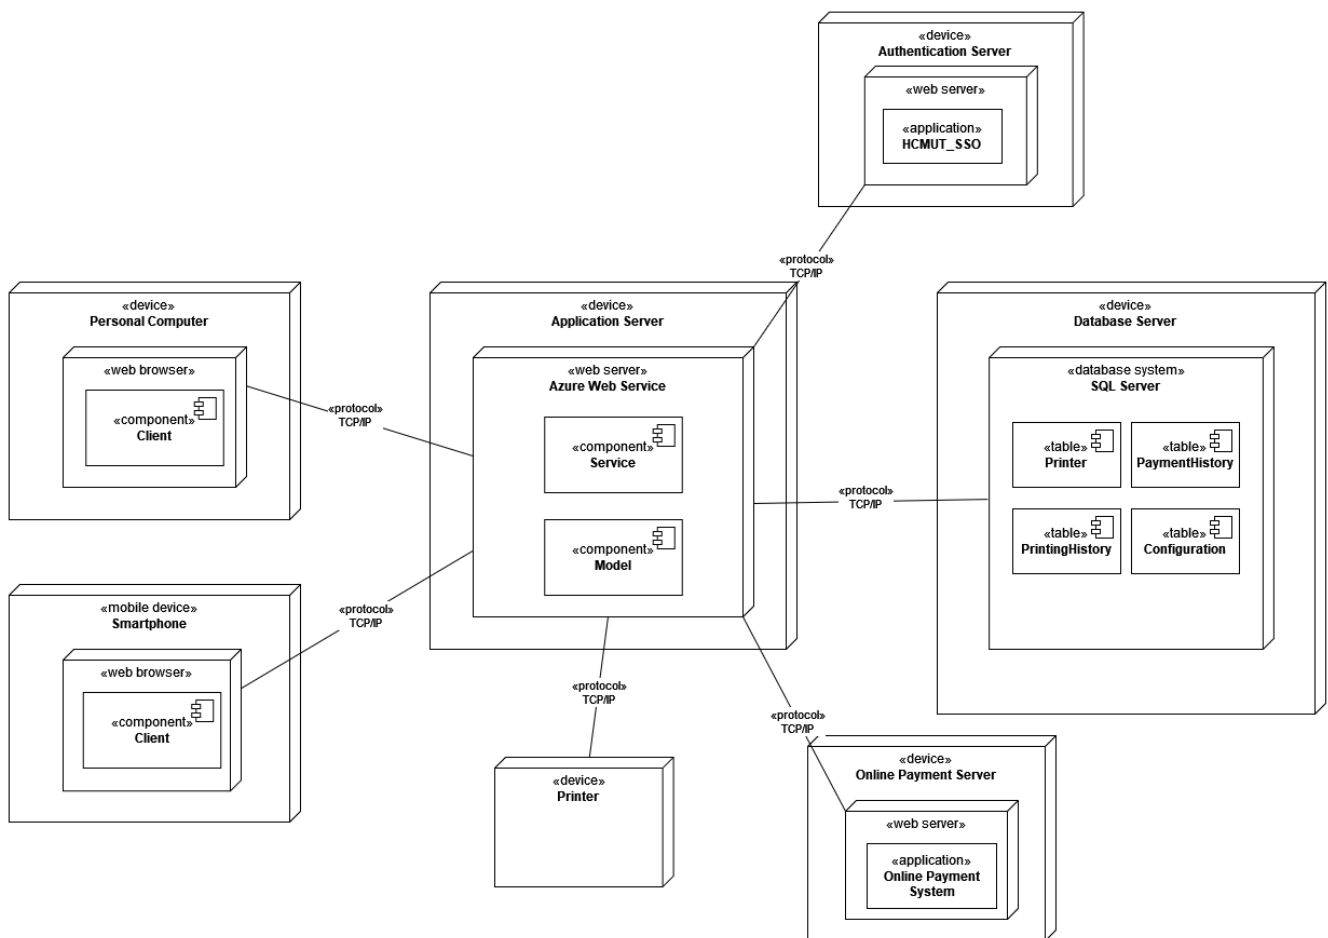 «device»
Authentication Server
«web server»
«application»
HCMUT_SSO
«protocol»
TCP/IP
«device»
Personal Computer
«web browser»
«component»
Client
«protocol»
TCP/IP
«device»
Application Server
«web server»
Azure Web Service
«component»
Service
«component»
Model
«protocol»
TCP/IP
«device»
Database Server
«database system»
SQL Server
«table»
Printer
«table»
PaymentHistory
«table»
PrintingHistory
«table»
Configuration
«mobile device»
Smartphone
«web browser»
«component»
Client
«protocol»
TCP/IP
«protocol»
TCP/IP
«device»
Printer
«protocol»
TCP/IP
«device»
Online Payment Server
«web server»
«application»
Online Payment
System